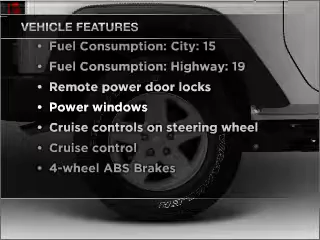 VEHICLE FEATURES
• Fuel Consumption: City: 15
• Fuel Consumption: Highway: 19
• Remote power door locks
• Power windows
• Cruise controls on steering wheel
• Cruise control
• 4-wheel ABS Brakes